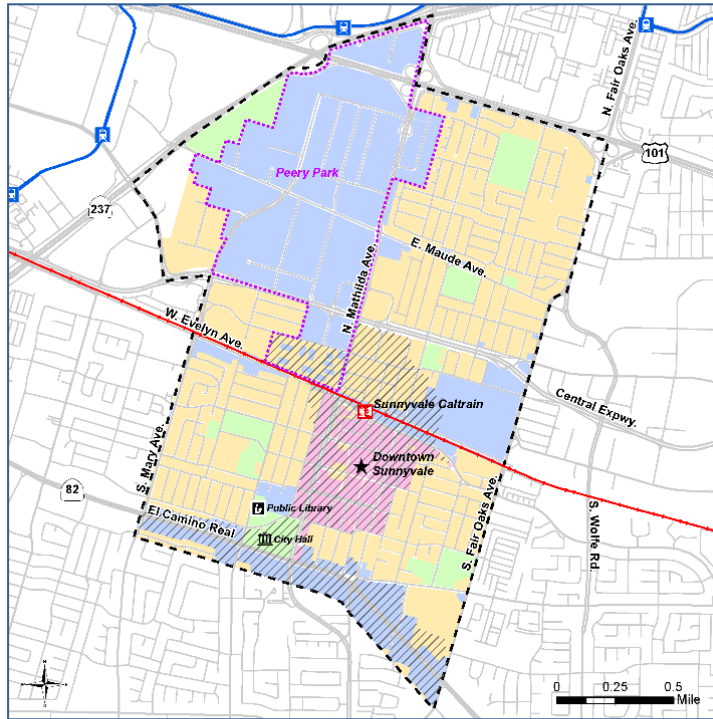 N. Fair Oaks Ave.
101
Peery Park
237
E. Maude Ave.
N. Mathilda Ave.
W. Evelyn Ave.
Central Expwy.
Sunnyvale Caltrain
S. Mary Ave.
Downtown
Sunnyvale
82
Public Library
El Camino Real
City Hall
S. Fair Oaks Ave.
S. Wolfe Rd.
0 0.25 0.5
Mile